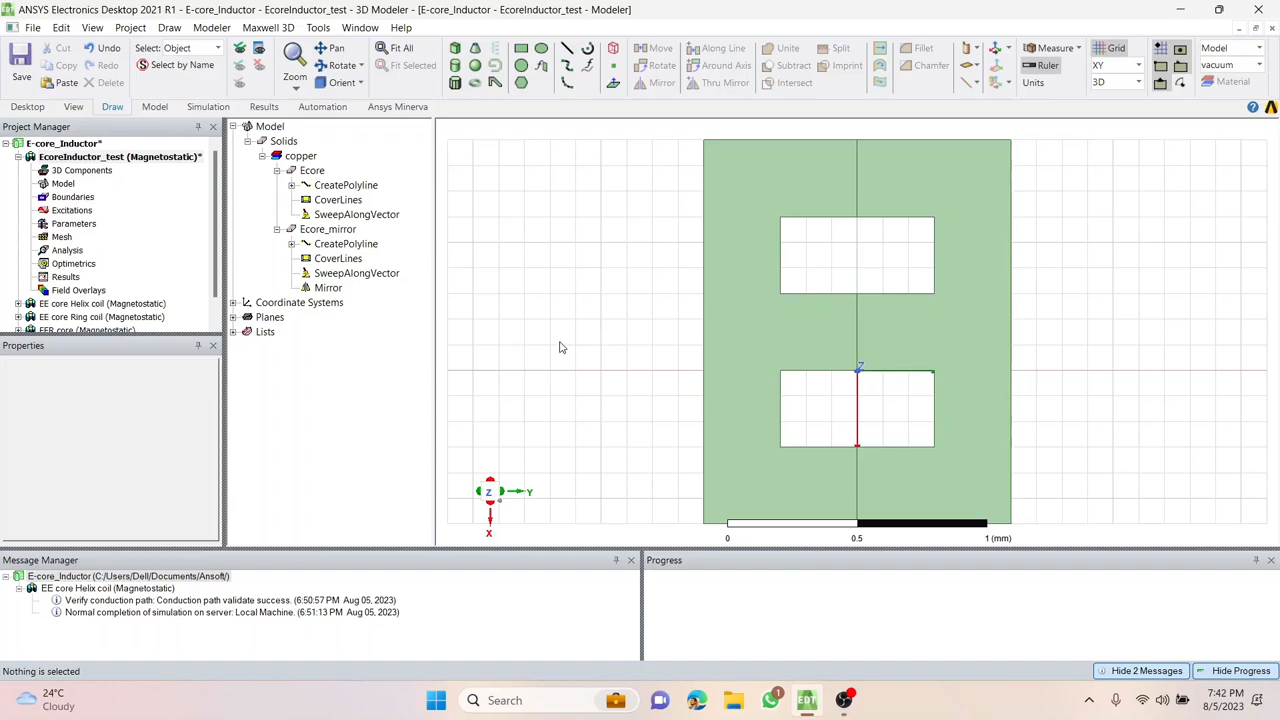 ANSYS Electronics Desktop 2021 R1 - E-core_Inductor - EcoreInductor_test - 3D Modeler - [E-core_Inductor - EcoreInductor_test - Modeler]
File Edit View Project Draw Modeler Maxwell 3D Tools Window Help
Save
Cut
Copy
Paste
Undo
Redo
Delete
Select: Object
Select by Name
Zoom
Pan
Rotate
Orient
Fit All
Fit Selected
Move
Rotate
Mirror
Along Line
Around Axis
Thru Mirror
Unite
Subtract
Intersect
Split
Imprint
Fillet
Chamfer
Measure
Ruler
Units
Grid
XY
3D
Model
vacuum
Material
Desktop View Draw Model Simulation Results Automation Ansys Minerva
Project Manager
E-core_Inductor*
EcoreInductor_test (Magnetostatic)*
3D Components
Model
Boundaries
Excitations
Parameters
Mesh
Analysis
Optimetrics
Results
Field Overlays
EE core Helix coil (Magnetostatic)
EE core Ring coil (Magnetostatic)
EER core (Magnetostatic)
Properties
Model
Solids
copper
Ecore
CreatePolyline
CoverLines
SweepAlongVector
Ecore_mirror
CreatePolyline
CoverLines
SweepAlongVector
Mirror
Coordinate Systems
Planes
Lists
Z
Z
Y
X
0 0.5 1 (mm)
Message Manager
E-core_Inductor (C:/Users/Dell/Documents/Ansoft/)
EE core Helix coil (Magnetostatic)
Verify conduction path: Conduction path validate success. (6:50:57 PM Aug 05, 2023)
Normal completion of simulation on server: Local Machine. (6:51:13 PM Aug 05, 2023)
Progress
Nothing is selected
Hide 2 Messages
Hide Progress
24°C
Cloudy
Search
1
EDT
7:42 PM
8/5/2023